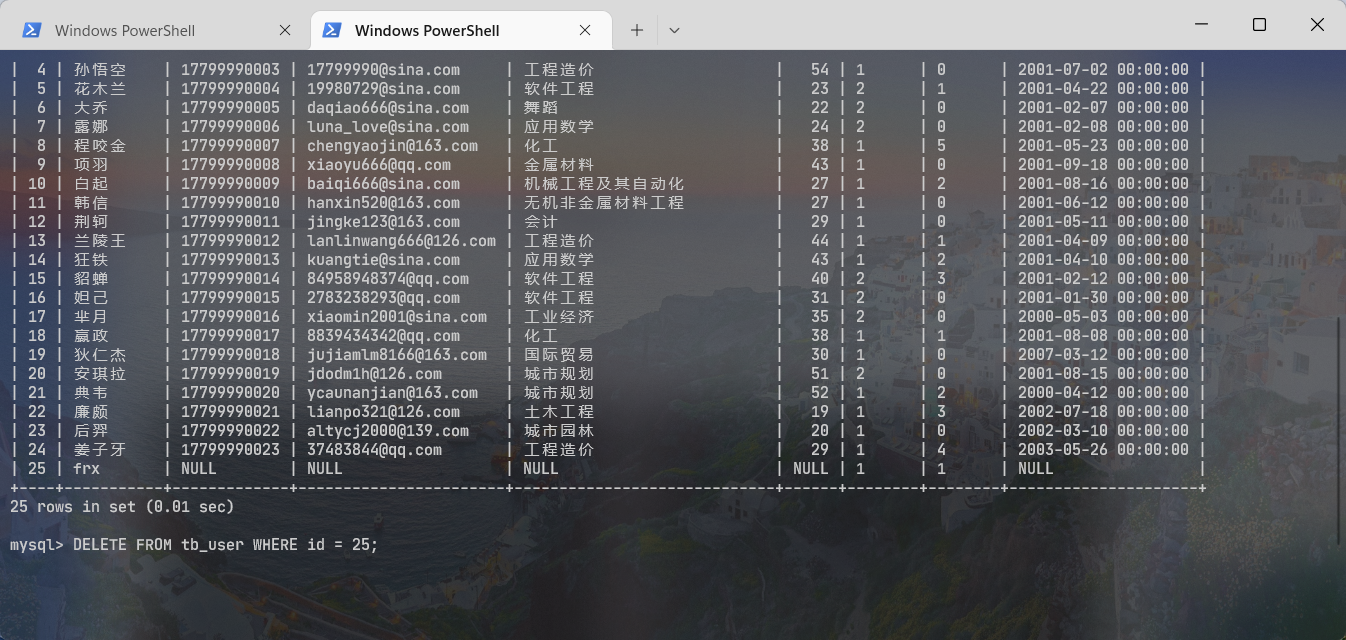 Windows PowerShell
Windows PowerShell
| 4 | 孙悟空 | 17799990003 | 17799990@sina.com | 工程造价 | 54 | 1 | 0 | 2001-07-02 00:00:00 |
| 5 | 花木兰 | 17799990004 | 19980729@sina.com | 软件工程 | 23 | 2 | 1 | 2001-04-22 00:00:00 |
| 6 | 大乔 | 17799990005 | daqiao666@sina.com | 舞蹈 | 22 | 2 | 0 | 2001-02-07 00:00:00 |
| 7 | 露娜 | 17799990006 | luna_love@sina.com | 应用数学 | 24 | 2 | 0 | 2001-02-08 00:00:00 |
| 8 | 程咬金 | 17799990007 | chengyaojin@163.com | 化工 | 38 | 1 | 5 | 2001-05-23 00:00:00 |
| 9 | 项羽 | 17799990008 | xiaoyu666@qq.com | 金属材料 | 43 | 1 | 0 | 2001-09-18 00:00:00 |
| 10 | 白起 | 17799990009 | baiqi666@sina.com | 机械工程及其自动化 | 27 | 1 | 2 | 2001-08-16 00:00:00 |
| 11 | 韩信 | 17799990010 | hanxin520@163.com | 无机非金属材料工程 | 27 | 1 | 0 | 2001-06-12 00:00:00 |
| 12 | 荆轲 | 17799990011 | jingke123@163.com | 会计 | 29 | 1 | 0 | 2001-05-11 00:00:00 |
| 13 | 兰陵王 | 17799990012 | lanlinwang666@126.com | 工程造价 | 44 | 1 | 1 | 2001-04-09 00:00:00 |
| 14 | 狂铁 | 17799990013 | kuangtie@sina.com | 应用数学 | 43 | 1 | 2 | 2001-04-10 00:00:00 |
| 15 | 貂蝉 | 17799990014 | 84958948374@qq.com | 软件工程 | 40 | 2 | 3 | 2001-02-12 00:00:00 |
| 16 | 妲己 | 17799990015 | 2783238293@qq.com | 软件工程 | 31 | 2 | 0 | 2001-01-30 00:00:00 |
| 17 | 芈月 | 17799990016 | xiaomin2001@sina.com | 工业经济 | 35 | 2 | 0 | 2000-05-03 00:00:00 |
| 18 | 嬴政 | 17799990017 | 8839434342@qq.com | 化工 | 38 | 1 | 1 | 2001-08-08 00:00:00 |
| 19 | 狄仁杰 | 17799990018 | jujiamlm8166@163.com | 国际贸易 | 30 | 1 | 0 | 2007-03-12 00:00:00 |
| 20 | 安琪拉 | 17799990019 | jdodm1h@126.com | 城市规划 | 51 | 2 | 0 | 2001-08-15 00:00:00 |
| 21 | 典韦 | 17799990020 | ycaunanjian@163.com | 城市规划 | 52 | 1 | 2 | 2000-04-12 00:00:00 |
| 22 | 廉颇 | 17799990021 | lianpo321@126.com | 土木工程 | 19 | 1 | 3 | 2002-07-18 00:00:00 |
| 23 | 后羿 | 17799990022 | altycj2000@139.com | 城市园林 | 20 | 1 | 0 | 2002-03-10 00:00:00 |
| 24 | 姜子牙 | 17799990023 | 37483844@qq.com | 工程造价 | 29 | 1 | 4 | 2003-05-26 00:00:00 |
| 25 | frx | NULL | NULL | NULL | NULL | 1 | 1 | NULL |
+----+-----------+-------------+-----------------------+-----------------------------+------+--------+--------+---------------------+
25 rows in set (0.01 sec)
mysql> DELETE FROM tb_user WHERE id = 25;